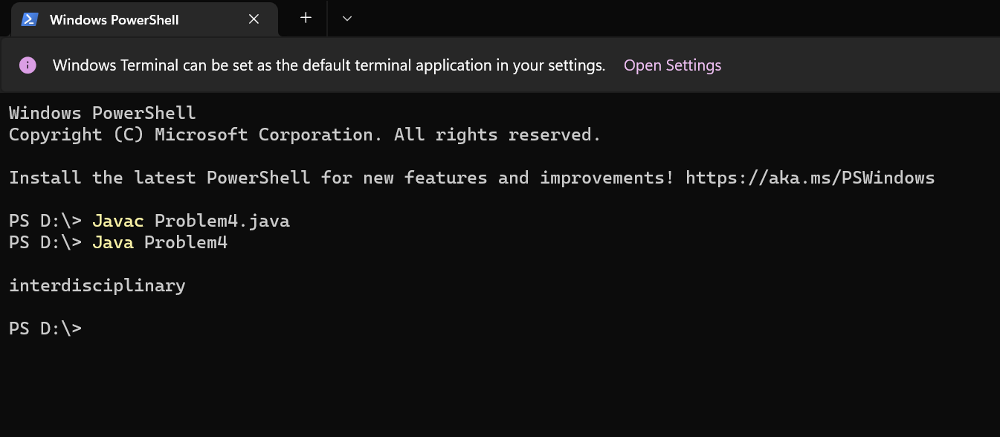 Windows PowerShell
Windows Terminal can be set as the default terminal application in your settings. Open Settings
Windows PowerShell
Copyright (C) Microsoft Corporation. All rights reserved.
Install the latest PowerShell for new features and improvements! https://aka.ms/PSWindows
PS D:\> Javac Problem4.java
PS D:\> Java Problem4
interdisciplinary
PS D:\>